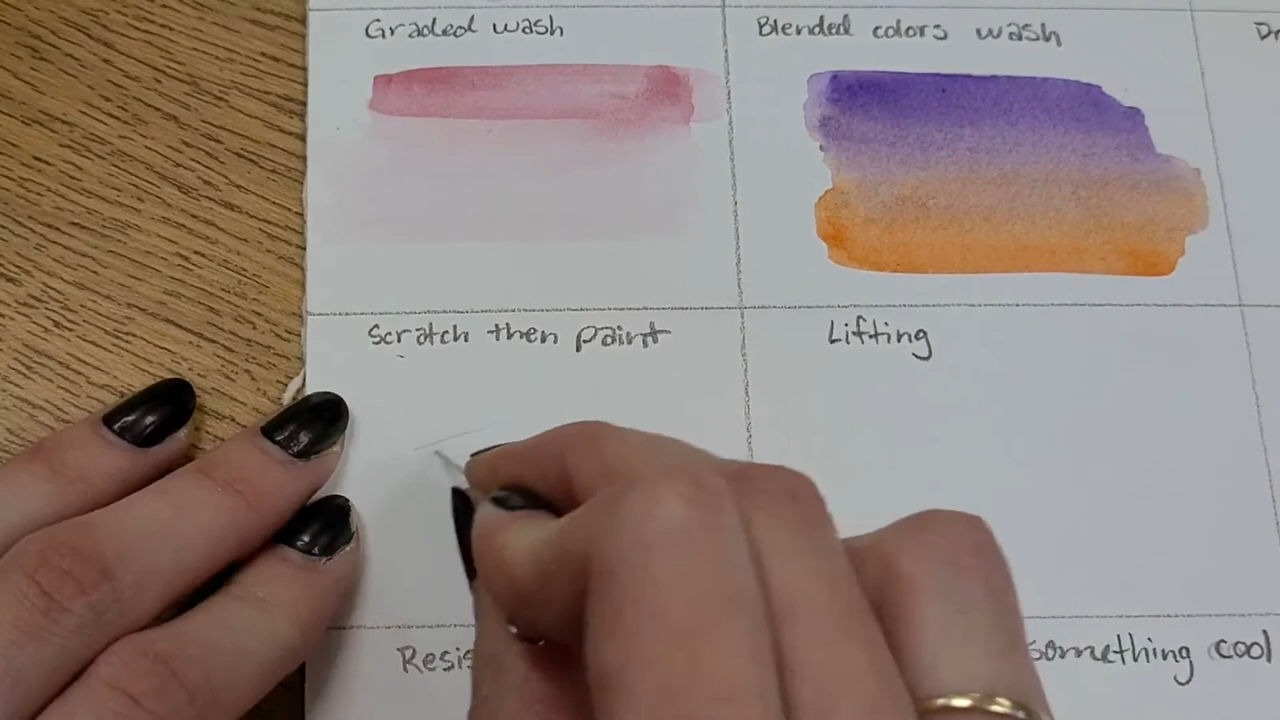 Graded wash
Blended colors wash
Scratch then paint
Lifting
something cool